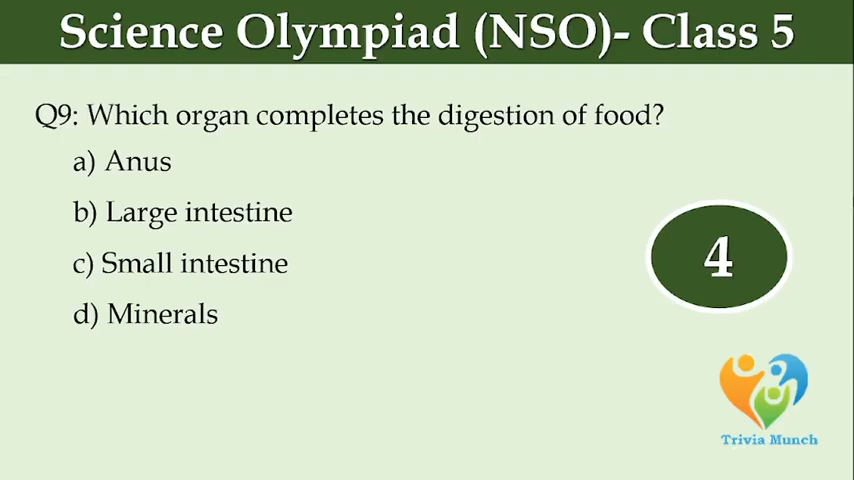 Science Olympiad (NSO)- Class 5
Q9: Which organ completes the digestion of food?
a) Anus
b) Large intestine
c) Small intestine
d) Minerals
4
Trivia Munch